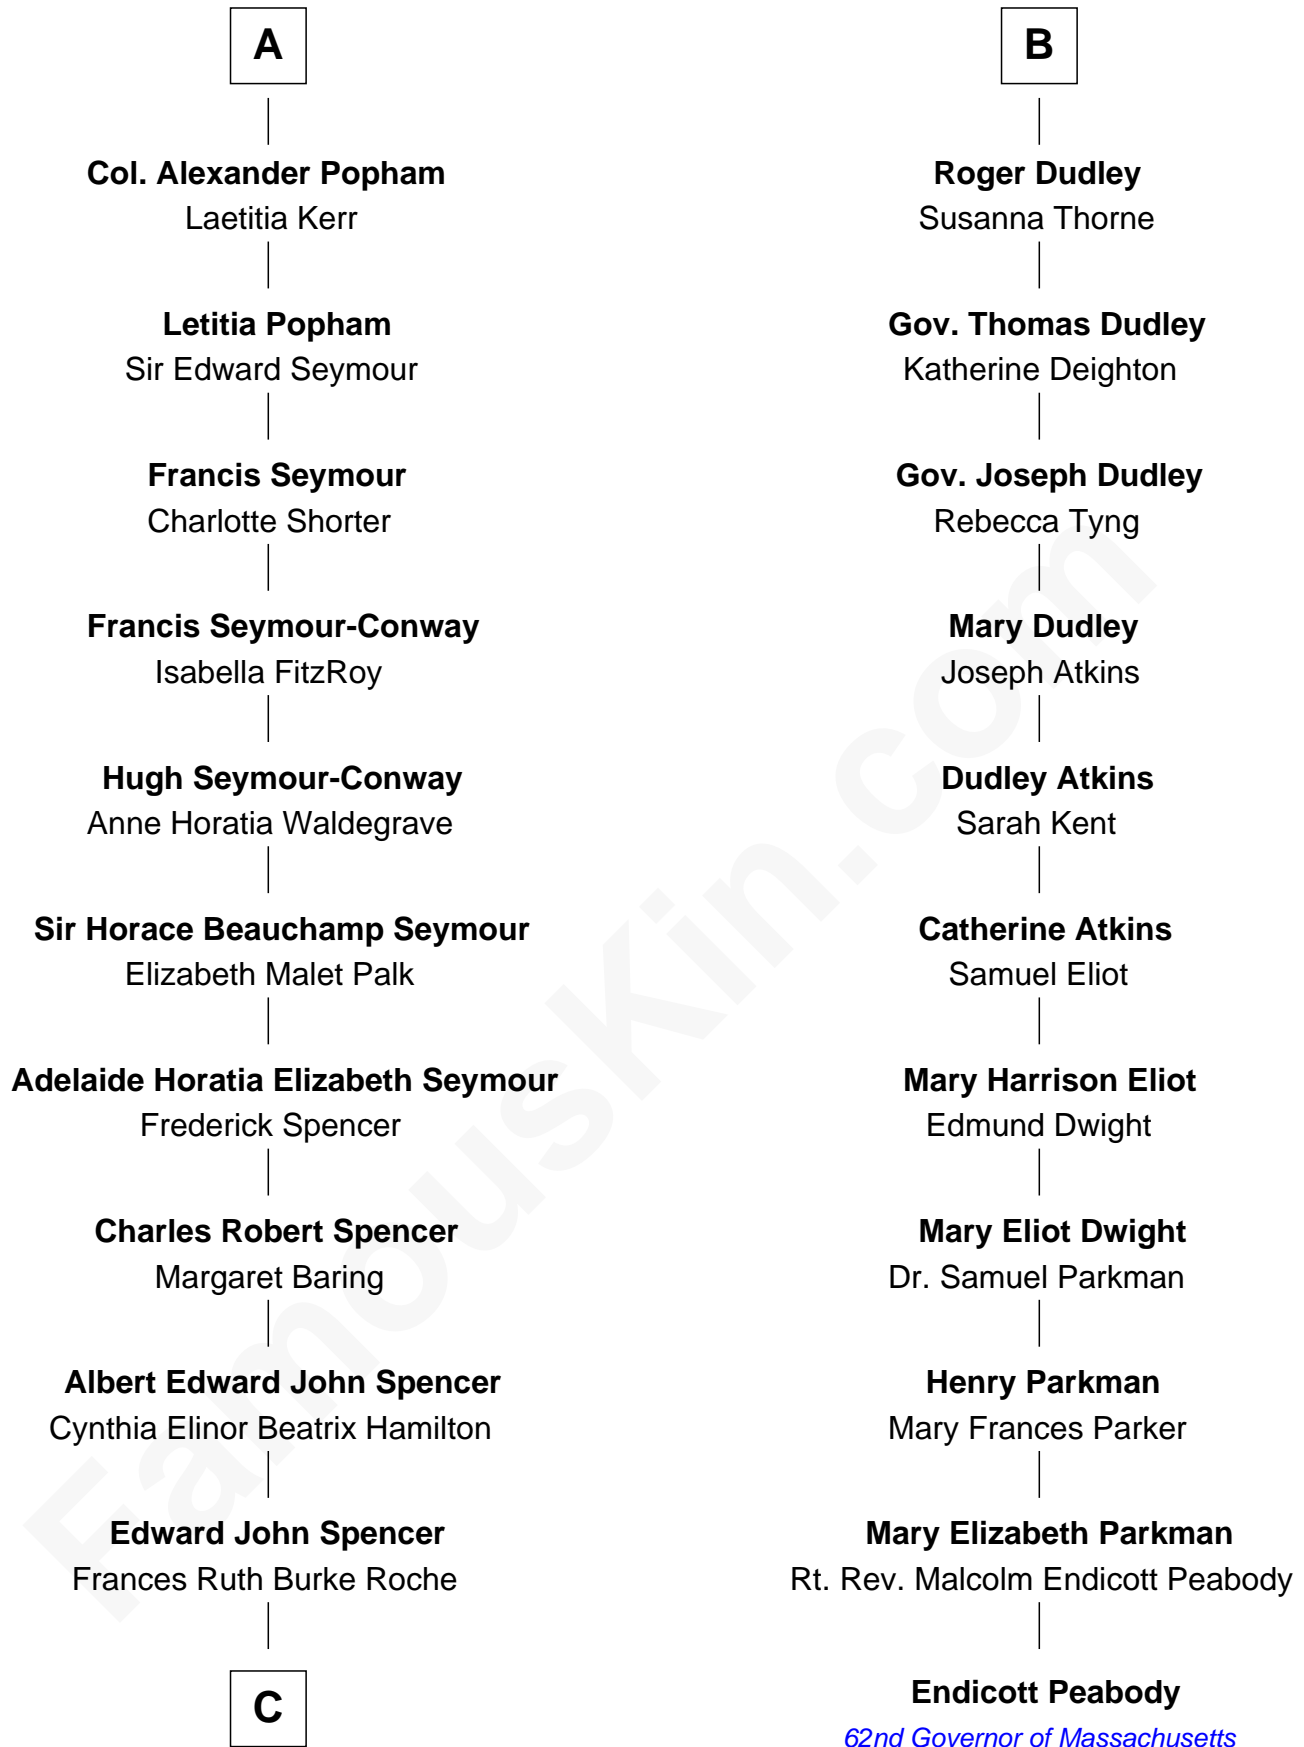 A
Col. Alexander Popham
Laetitia Kerr
Letitia Popham
Sir Edward Seymour
Francis Seymour
Charlotte Shorter
Francis Seymour-Conway
Isabella FitzRoy
Hugh Seymour-Conway
Anne Horatia Waldegrave
Sir Horace Beauchamp Seymour
Elizabeth Malet Palk
Adelaide Horatia Elizabeth Seymour
Frederick Spencer
Charles Robert Spencer
Margaret Baring
Albert Edward John Spencer
Cynthia Elinor Beatrix Hamilton
Edward John Spencer
Frances Ruth Burke Roche
C
B
Roger Dudley
Susanna Thorne
Gov. Thomas Dudley
Katherine Deighton
Gov. Joseph Dudley
Rebecca Tyng
Mary Dudley
Joseph Atkins
Dudley Atkins
Sarah Kent
Catherine Atkins
Samuel Eliot
Mary Harrison Eliot
Edmund Dwight
Mary Eliot Dwight
Dr. Samuel Parkman
Henry Parkman
Mary Frances Parker
Mary Elizabeth Parkman
Rt. Rev. Malcolm Endicott Peabody
Endicott Peabody
62nd Governor of Massachusetts
FamousKin.com